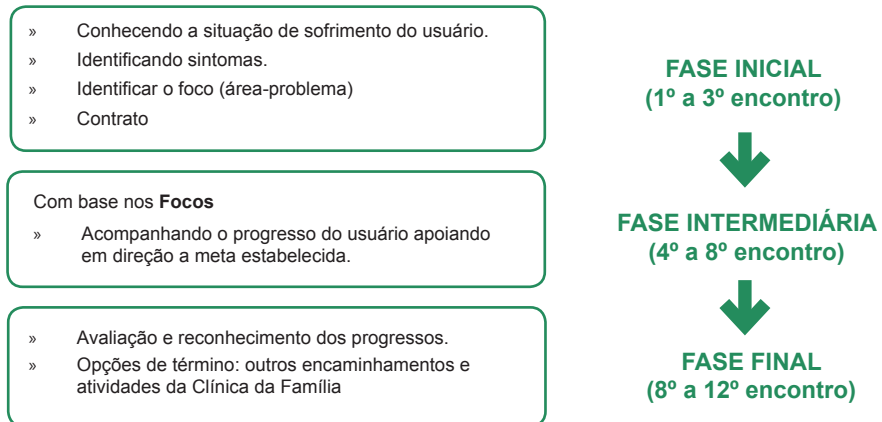 » Conhecendo a situação de sofrimento do usuário.
» Identificando sintomas.
» Identificar o foco (área-problema)
» Contrato
FASE INICIAL
(1º a 3º encontro)
Com base nos Focos
» Acompanhando o progresso do usuário apoiando
em direção a meta estabelecida.
FASE INTERMEDIÁRIA
(4º a 8º encontro)
» Avaliação e reconhecimento dos progressos.
» Opções de término: outros encaminhamentos e
atividades da Clínica da Família
FASE FINAL
(8º a 12º encontro)